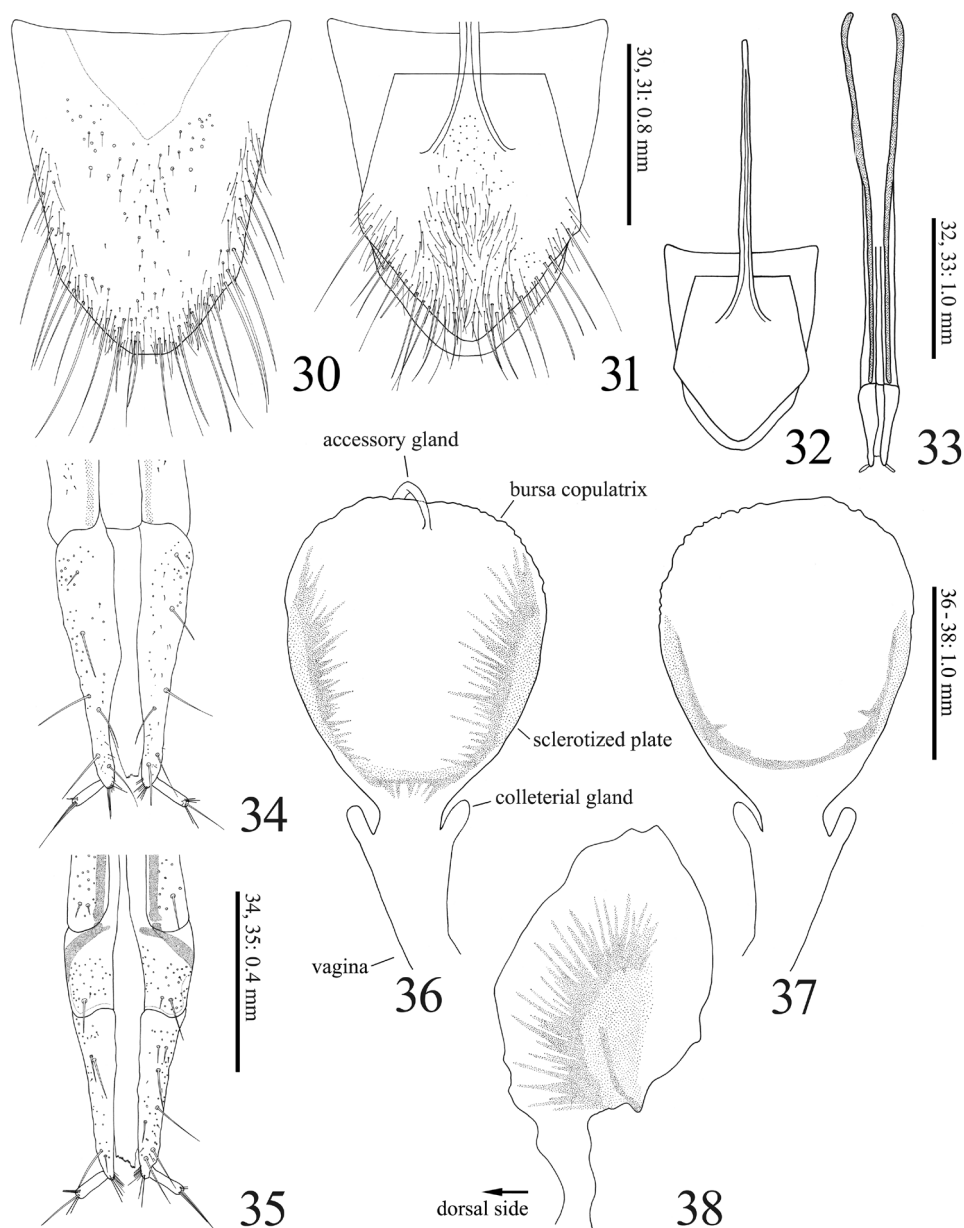 30, 31: 0.8 mm
32, 33: 1.0 mm
30
31
32
33
accessory gland
bursa copulatrix
36 - 38: 1.0 mm
sclerotized plate
colleterial gland
34
34, 35: 0.4 mm
vagina
36
37
35
dorsal side
38